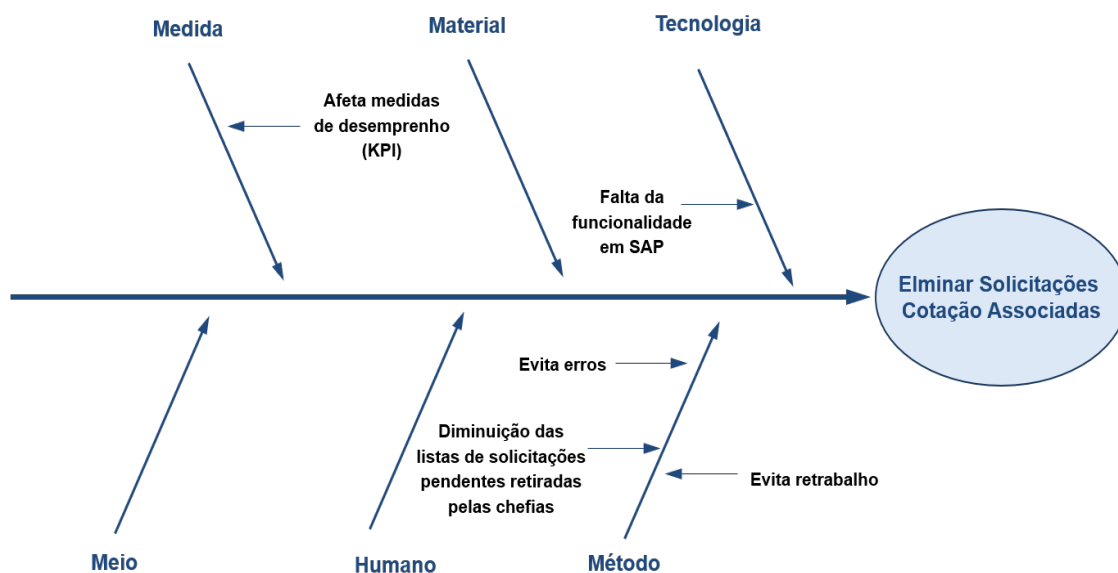 Medida
Material
Tecnologia
Afeta medidas
de desemprenho
(KPI)
Falta da
funcionalidade
em SAP
Elminar Solicitações
Cotação Associadas
Evita erros
Diminuição das
listas de solicitações
pendentes retiradas
pelas chefias
Evita retrabalho
Meio
Humano
Método